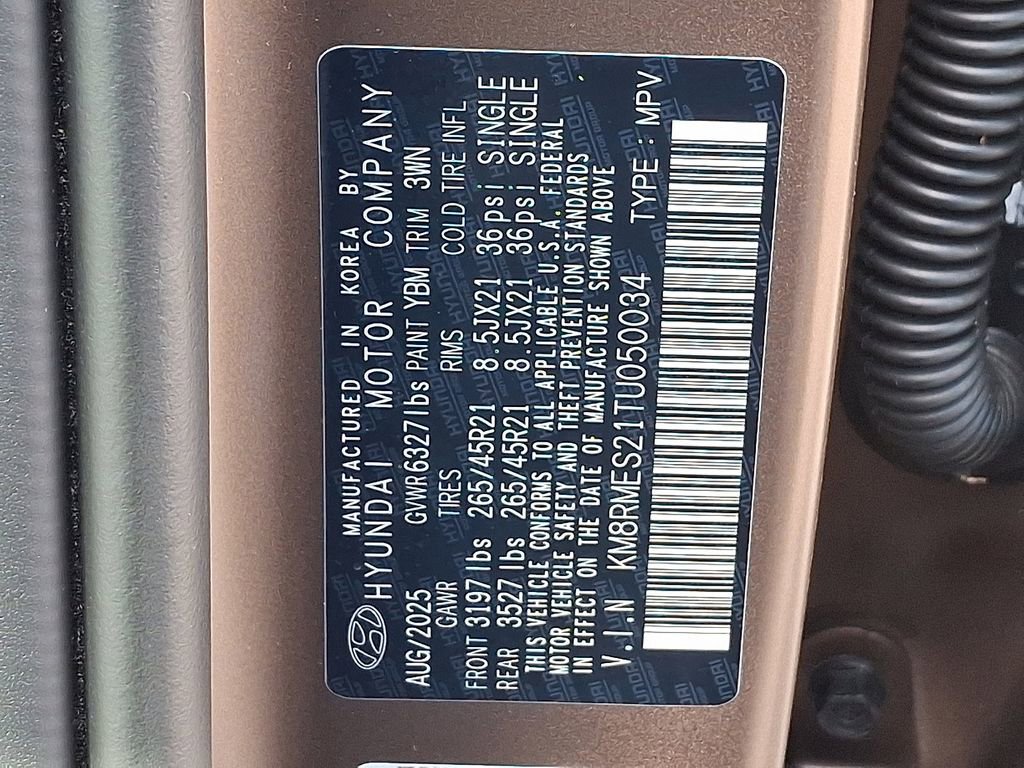 MANUFACTURED IN KOREA BY
HYUNDAI MOTOR COMPANY
AUG/2025 GVWR 6327 lbs PAINT YBM TRIM 3WN
GAWR TIRES RIMS COLD TIRE INFL
FRONT 3197 lbs 265/45R21 8.5JX21 36psi SINGLE
REAR 3527 lbs 265/45R21 8.5JX21 36psi SINGLE
THIS VEHICLE CONFORMS TO ALL APPLICABLE U.S.A. FEDERAL
MOTOR VEHICLE SAFETY AND THEFT PREVENTION STANDARDS
IN EFFECT ON THE DATE OF MANUFACTURE SHOWN ABOVE
V.I.N KM8RMES21TU050034 TYPE : MPV